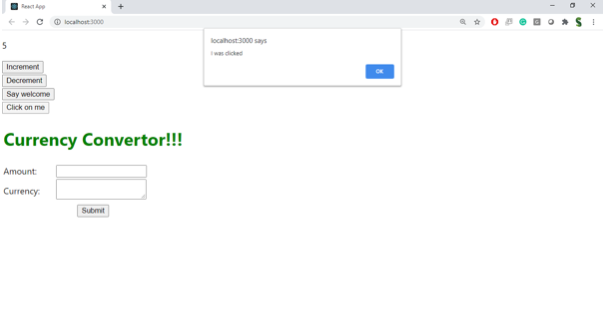 React App
localhost:3000
localhost:3000 says
I was clicked
OK
5
Increment
Decrement
Say welcome
Click on me
Currency Convertor!!!
Amount:
Currency:
Submit